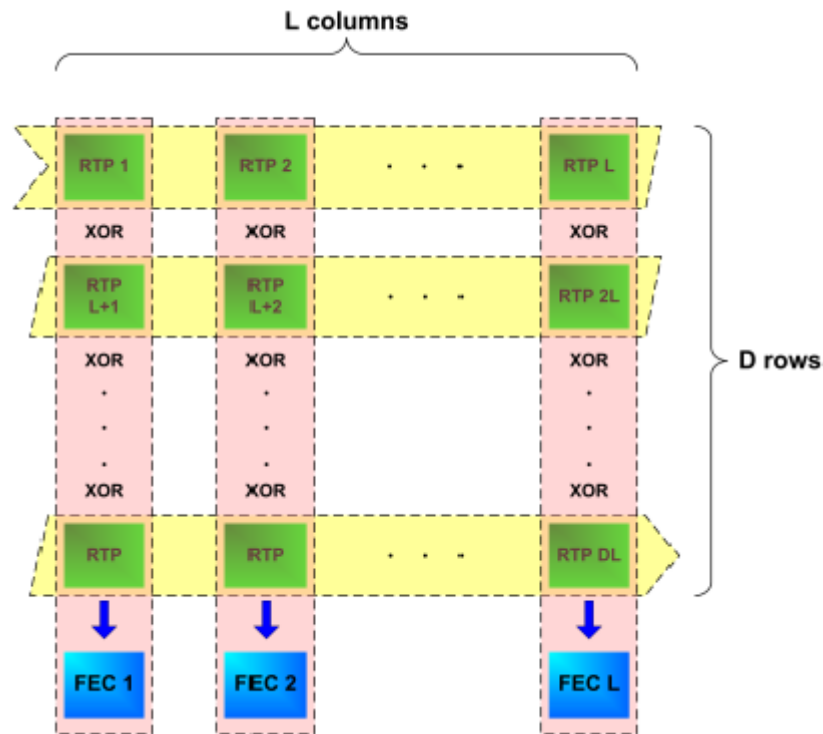 L columns
RTP 1 RTP 2 . . . RTP L
XOR XOR XOR
RTP L+1 RTP L+2 . . . RTP 2L
XOR XOR XOR
D rows
. . .
. . .
. . .
XOR XOR XOR
RTP RTP . . . RTP DL
FEC 1 FEC 2 FEC L